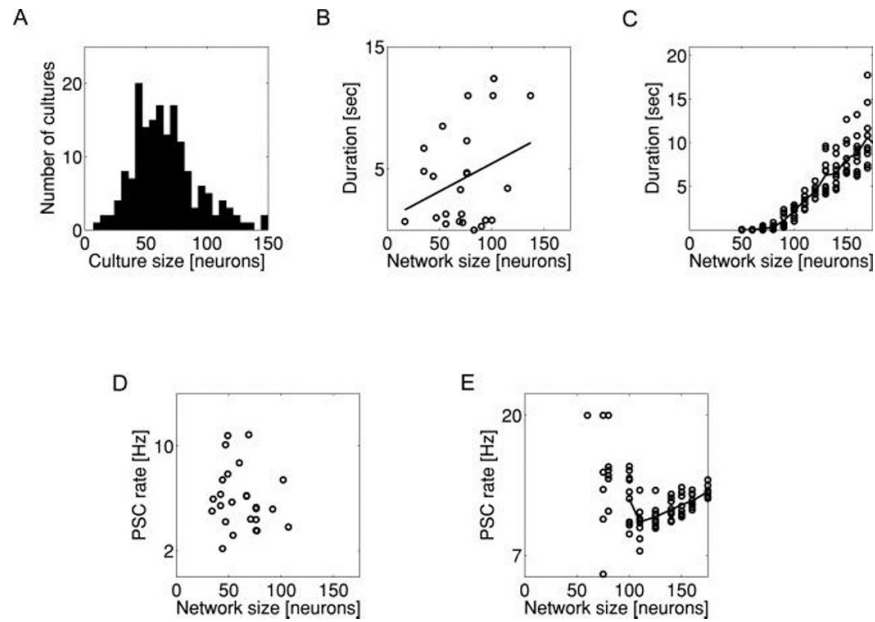 A
Number of cultures
20
10
0
0 50 100 150
Culture size [neurons]
B
Duration [sec]
15
5
0 50 100 150
Network size [neurons]
C
Duration [sec]
20
15
10
5
0 50 100 150
Network size [neurons]
D
PSC rate [Hz]
10
2
0 50 100 150
Network size [neurons]
E
PSC rate [Hz]
20
7
0 50 100 150
Network size [neurons]